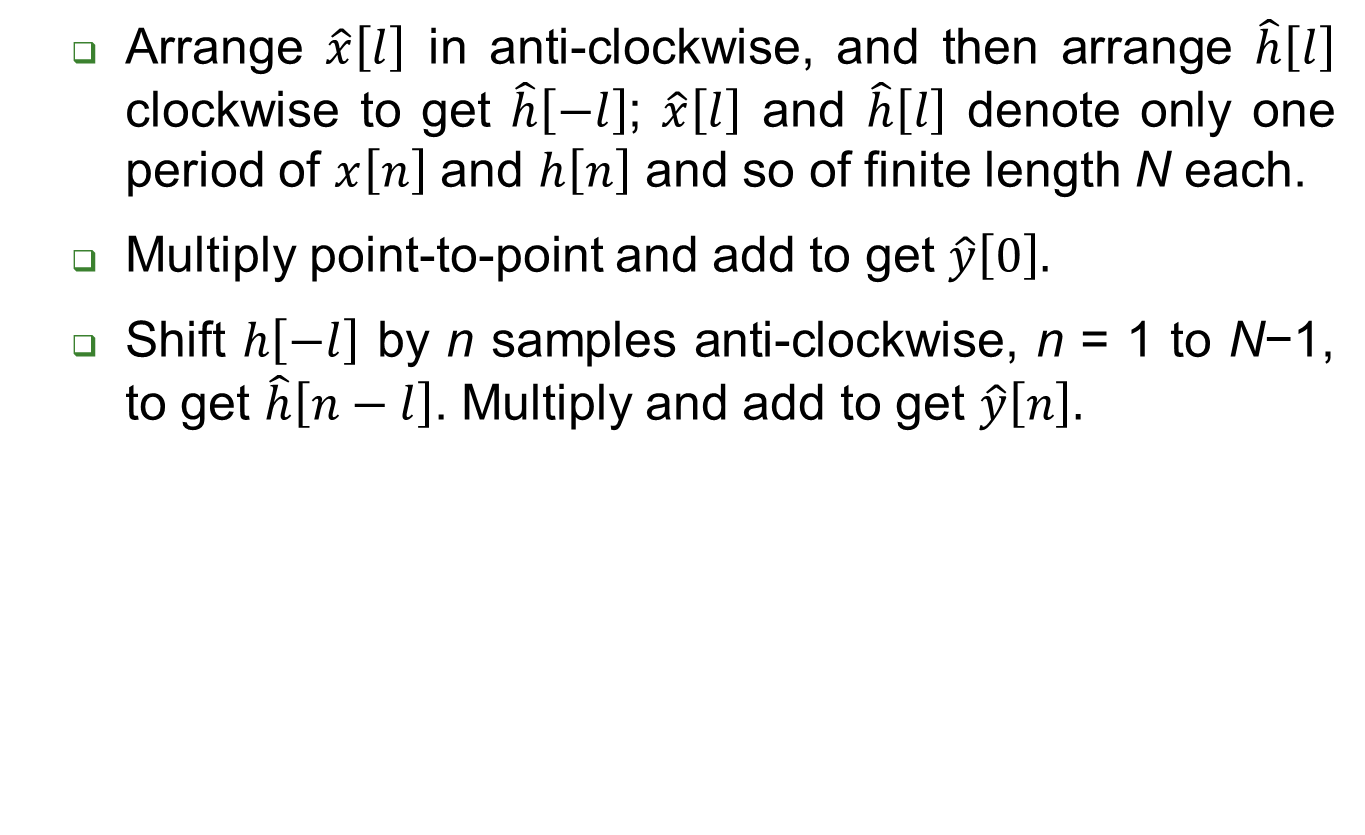 ❑ Arrange x̂[l] in anti-clockwise, and then arrange ĥ[l]
clockwise to get ĥ[−l]; x̂[l] and ĥ[l] denote only one
period of x[n] and h[n] and so of finite length N each.
❑ Multiply point-to-point and add to get ŷ[0].
❑ Shift h[−l] by n samples anti-clockwise, n = 1 to N−1,
to get ĥ[n − l]. Multiply and add to get ŷ[n].